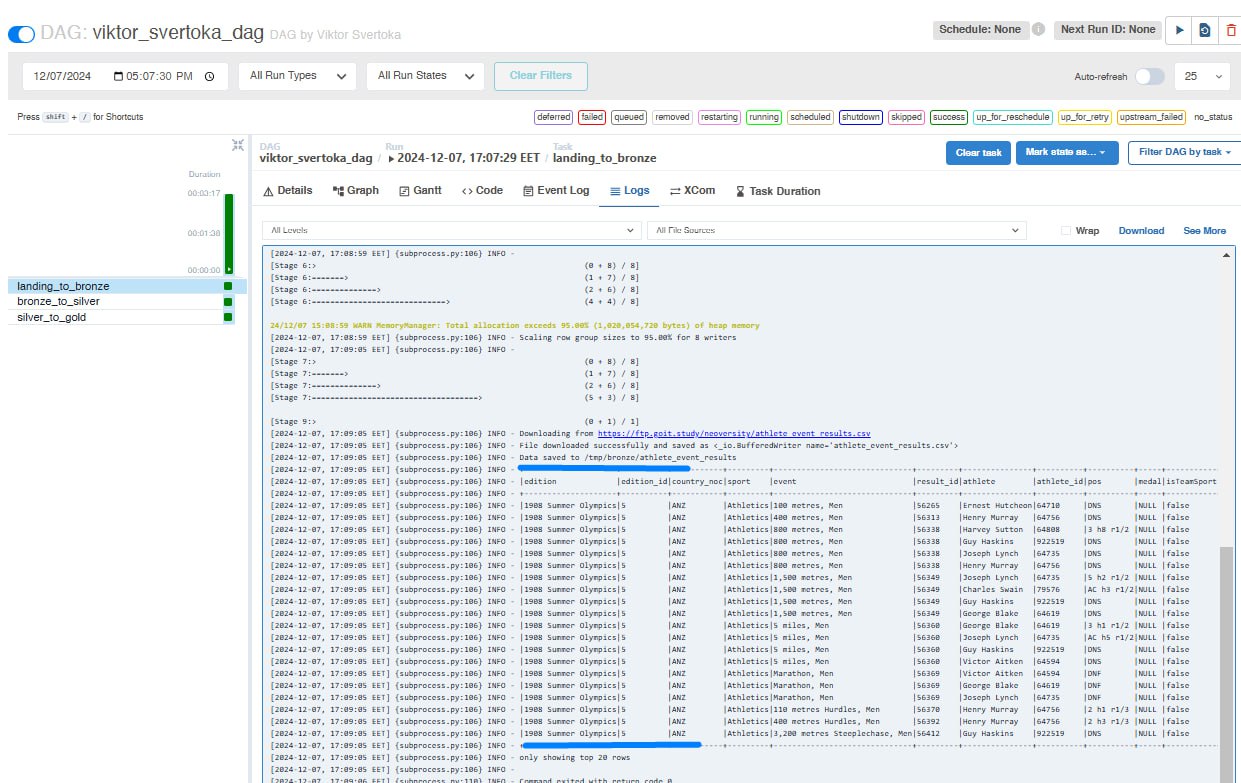 DAG: viktor_svertoka_dag DAG by Viktor Svertoka
Schedule: None
Next Run ID: None
12/07/2024 05:07:30 PM
All Run Types
All Run States
Clear Filters
Auto-refresh
25
Press shift + / for Shortcuts
deferred failed queued removed restarting running scheduled shutdown skipped success up_for_reschedule up_for_retry upstream_failed no_status
DAG
viktor_svertoka_dag /
Run
2024-12-07, 17:07:29 EET /
Task
landing_to_bronze
Clear task
Mark state as...
Filter DAG by task
Duration
00:03:17
00:01:38
00:00:00
landing_to_bronze
bronze_to_silver
silver_to_gold
Details Graph Gantt <> Code Event Log Logs XCom Task Duration
All Levels
All File Sources
Wrap Download See More
[2024-12-07, 17:08:59 EET] {subprocess.py:106} INFO -
[Stage 6:> (0 + 8) / 8]
[Stage 6:=======> (1 + 7) / 8]
[Stage 6:==============> (2 + 6) / 8]
[Stage 6:=============================> (4 + 4) / 8]
24/12/07 15:08:59 WARN MemoryManager: Total allocation exceeds 95.00% (1,020,054,720 bytes) of heap memory
[2024-12-07, 17:08:59 EET] {subprocess.py:106} INFO - Scaling row group sizes to 95.00% for 8 writers
[2024-12-07, 17:09:05 EET] {subprocess.py:106} INFO -
[Stage 7:> (0 + 8) / 8]
[Stage 7:=======> (1 + 7) / 8]
[Stage 7:==============> (2 + 6) / 8]
[Stage 7:====================================> (5 + 3) / 8]
[Stage 9:> (0 + 1) / 1]
[2024-12-07, 17:09:05 EET] {subprocess.py:106} INFO - Downloading from https://ftp.goit.study/neoversity/athlete_event_results.csv
[2024-12-07, 17:09:05 EET] {subprocess.py:106} INFO - File downloaded successfully and saved as <_io.BufferedWriter name='athlete_event_results.csv'>
[2024-12-07, 17:09:05 EET] {subprocess.py:106} INFO - Data saved to /tmp/bronze/athlete_event_results
[2024-12-07, 17:09:05 EET] {subprocess.py:106} INFO -
[2024-12-07, 17:09:05 EET] {subprocess.py:106} INFO - |edition |edition_id|country_noc|sport |event |result_id|athlete |athlete_id|pos |medal|isTeamSport
[2024-12-07, 17:09:05 EET] {subprocess.py:106} INFO -
[2024-12-07, 17:09:05 EET] {subprocess.py:106} INFO - |1908 Summer Olympics|5 |ANZ |Athletics|100 metres, Men |56265 |Ernest Hutcheon|64710 |DNS |NULL |false
[2024-12-07, 17:09:05 EET] {subprocess.py:106} INFO - |1908 Summer Olympics|5 |ANZ |Athletics|400 metres, Men |56313 |Henry Murray |64756 |DNS |NULL |false
[2024-12-07, 17:09:05 EET] {subprocess.py:106} INFO - |1908 Summer Olympics|5 |ANZ |Athletics|800 metres, Men |56338 |Harvey Sutton |64808 |3 h8 r1/2 |NULL |false
[2024-12-07, 17:09:05 EET] {subprocess.py:106} INFO - |1908 Summer Olympics|5 |ANZ |Athletics|800 metres, Men |56338 |Guy Haskins |922519 |DNS |NULL |false
[2024-12-07, 17:09:05 EET] {subprocess.py:106} INFO - |1908 Summer Olympics|5 |ANZ |Athletics|800 metres, Men |56338 |Joseph Lynch |64735 |DNS |NULL |false
[2024-12-07, 17:09:05 EET] {subprocess.py:106} INFO - |1908 Summer Olympics|5 |ANZ |Athletics|800 metres, Men |56338 |Henry Murray |64756 |DNS |NULL |false
[2024-12-07, 17:09:05 EET] {subprocess.py:106} INFO - |1908 Summer Olympics|5 |ANZ |Athletics|1,500 metres, Men |56349 |Joseph Lynch |64735 |5 h2 r1/2 |NULL |false
[2024-12-07, 17:09:05 EET] {subprocess.py:106} INFO - |1908 Summer Olympics|5 |ANZ |Athletics|1,500 metres, Men |56349 |Charles Swain |79576 |AC h3 r1/2|NULL |false
[2024-12-07, 17:09:05 EET] {subprocess.py:106} INFO - |1908 Summer Olympics|5 |ANZ |Athletics|1,500 metres, Men |56349 |Guy Haskins |922519 |DNS |NULL |false
[2024-12-07, 17:09:05 EET] {subprocess.py:106} INFO - |1908 Summer Olympics|5 |ANZ |Athletics|1,500 metres, Men |56349 |George Blake |64619 |DNS |NULL |false
[2024-12-07, 17:09:05 EET] {subprocess.py:106} INFO - |1908 Summer Olympics|5 |ANZ |Athletics|5 miles, Men |56360 |George Blake |64619 |3 h1 r1/2 |NULL |false
[2024-12-07, 17:09:05 EET] {subprocess.py:106} INFO - |1908 Summer Olympics|5 |ANZ |Athletics|5 miles, Men |56360 |Joseph Lynch |64735 |AC h5 r1/2|NULL |false
[2024-12-07, 17:09:05 EET] {subprocess.py:106} INFO - |1908 Summer Olympics|5 |ANZ |Athletics|5 miles, Men |56360 |Guy Haskins |922519 |DNS |NULL |false
[2024-12-07, 17:09:05 EET] {subprocess.py:106} INFO - |1908 Summer Olympics|5 |ANZ |Athletics|5 miles, Men |56360 |Victor Aitken |64594 |DNS |NULL |false
[2024-12-07, 17:09:05 EET] {subprocess.py:106} INFO - |1908 Summer Olympics|5 |ANZ |Athletics|Marathon, Men |56369 |Victor Aitken |64594 |DNF |NULL |false
[2024-12-07, 17:09:05 EET] {subprocess.py:106} INFO - |1908 Summer Olympics|5 |ANZ |Athletics|Marathon, Men |56369 |George Blake |64619 |DNF |NULL |false
[2024-12-07, 17:09:05 EET] {subprocess.py:106} INFO - |1908 Summer Olympics|5 |ANZ |Athletics|Marathon, Men |56369 |Joseph Lynch |64735 |DNF |NULL |false
[2024-12-07, 17:09:05 EET] {subprocess.py:106} INFO - |1908 Summer Olympics|5 |ANZ |Athletics|110 metres Hurdles, Men |56370 |Henry Murray |64756 |2 h1 r1/3 |NULL |false
[2024-12-07, 17:09:05 EET] {subprocess.py:106} INFO - |1908 Summer Olympics|5 |ANZ |Athletics|400 metres Hurdles, Men |56392 |Henry Murray |64756 |2 h3 r1/3 |NULL |false
[2024-12-07, 17:09:05 EET] {subprocess.py:106} INFO - |1908 Summer Olympics|5 |ANZ |Athletics|3,200 metres Steeplechase, Men|56412 |Guy Haskins |922519 |DNS |NULL |false
[2024-12-07, 17:09:05 EET] {subprocess.py:106} INFO -
[2024-12-07, 17:09:05 EET] {subprocess.py:106} INFO - only showing top 20 rows
[2024-12-07, 17:09:06 EET] {subprocess.py:110} INFO - Command exited with return code 0